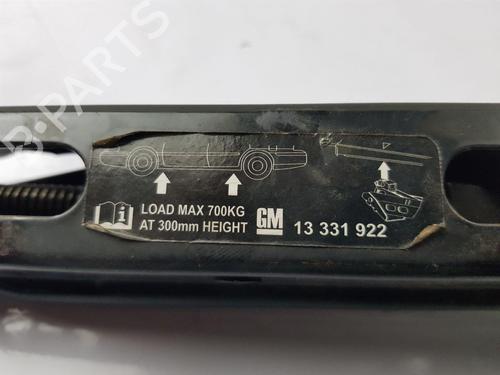 B-PARTS
LOAD MAX 700KG
AT 300mm HEIGHT
GM
13 331 922